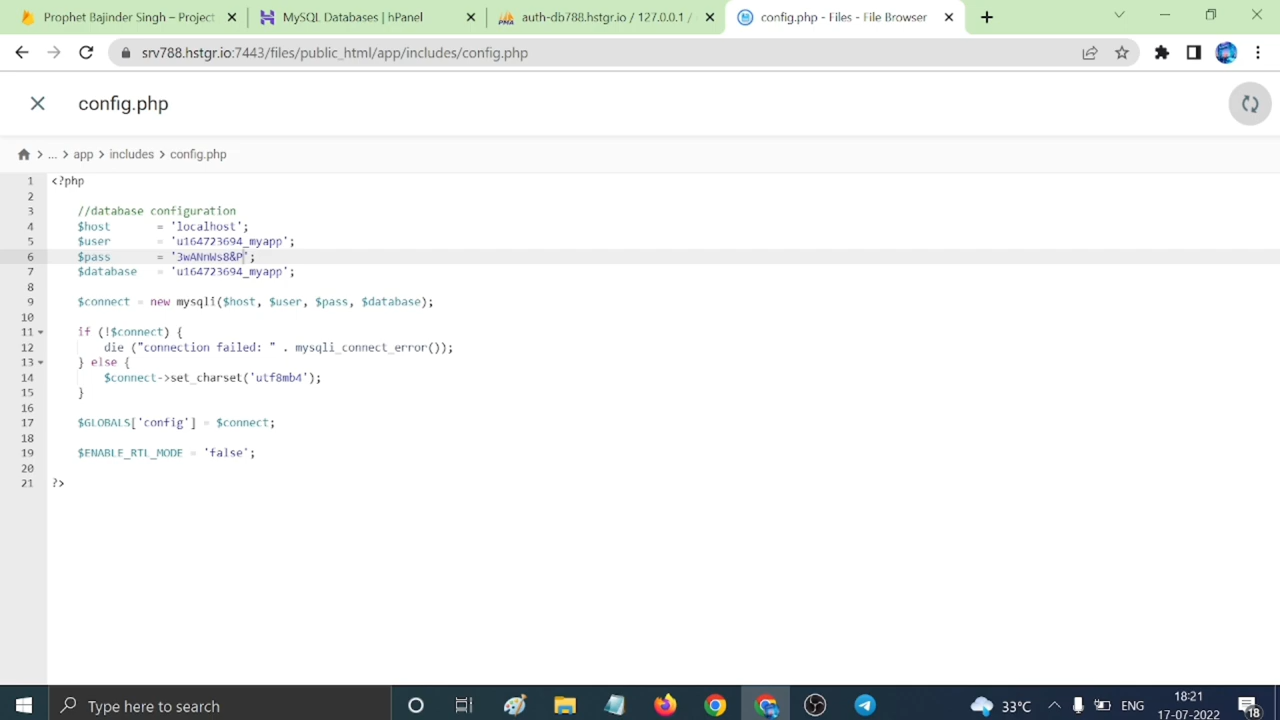 Prophet Bajinder Singh – Project
MySQL Databases | hPanel
auth-db788.hstgr.io / 127.0.0.1 /
config.php - Files - File Browser
srv788.hstgr.io:7443/files/public_html/app/includes/config.php
config.php
... > app > includes > config.php
1 <?php
2
3 //database configuration
4 $host = 'localhost';
5 $user = 'u164723694_myapp';
6 $pass = '3wANnWs8&P';
7 $database = 'u164723694_myapp';
8
9 $connect = new mysqli($host, $user, $pass, $database);
10
11 if (!$connect) {
12 die ("connection failed: " . mysqli_connect_error());
13 } else {
14 $connect->set_charset('utf8mb4');
15 }
16
17 $GLOBALS['config'] = $connect;
18
19 $ENABLE_RTL_MODE = 'false';
20
21 ?>
Type here to search
33°C
ENG
18:21
17-07-2022
18